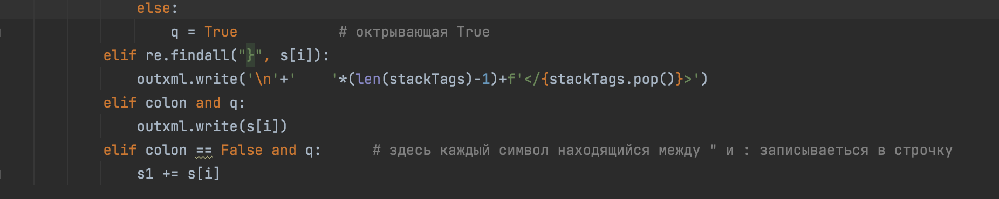 else:
q = True # октрывающая True
elif re.findall("}", s[i]):
outxml.write('\n'+'    '*(len(stackTags)-1)+f'</{stackTags.pop()}>')
elif colon and q:
outxml.write(s[i])
elif colon == False and q: # здесь каждый символ находящийся между " и : записываеться в строчку
s1 += s[i]